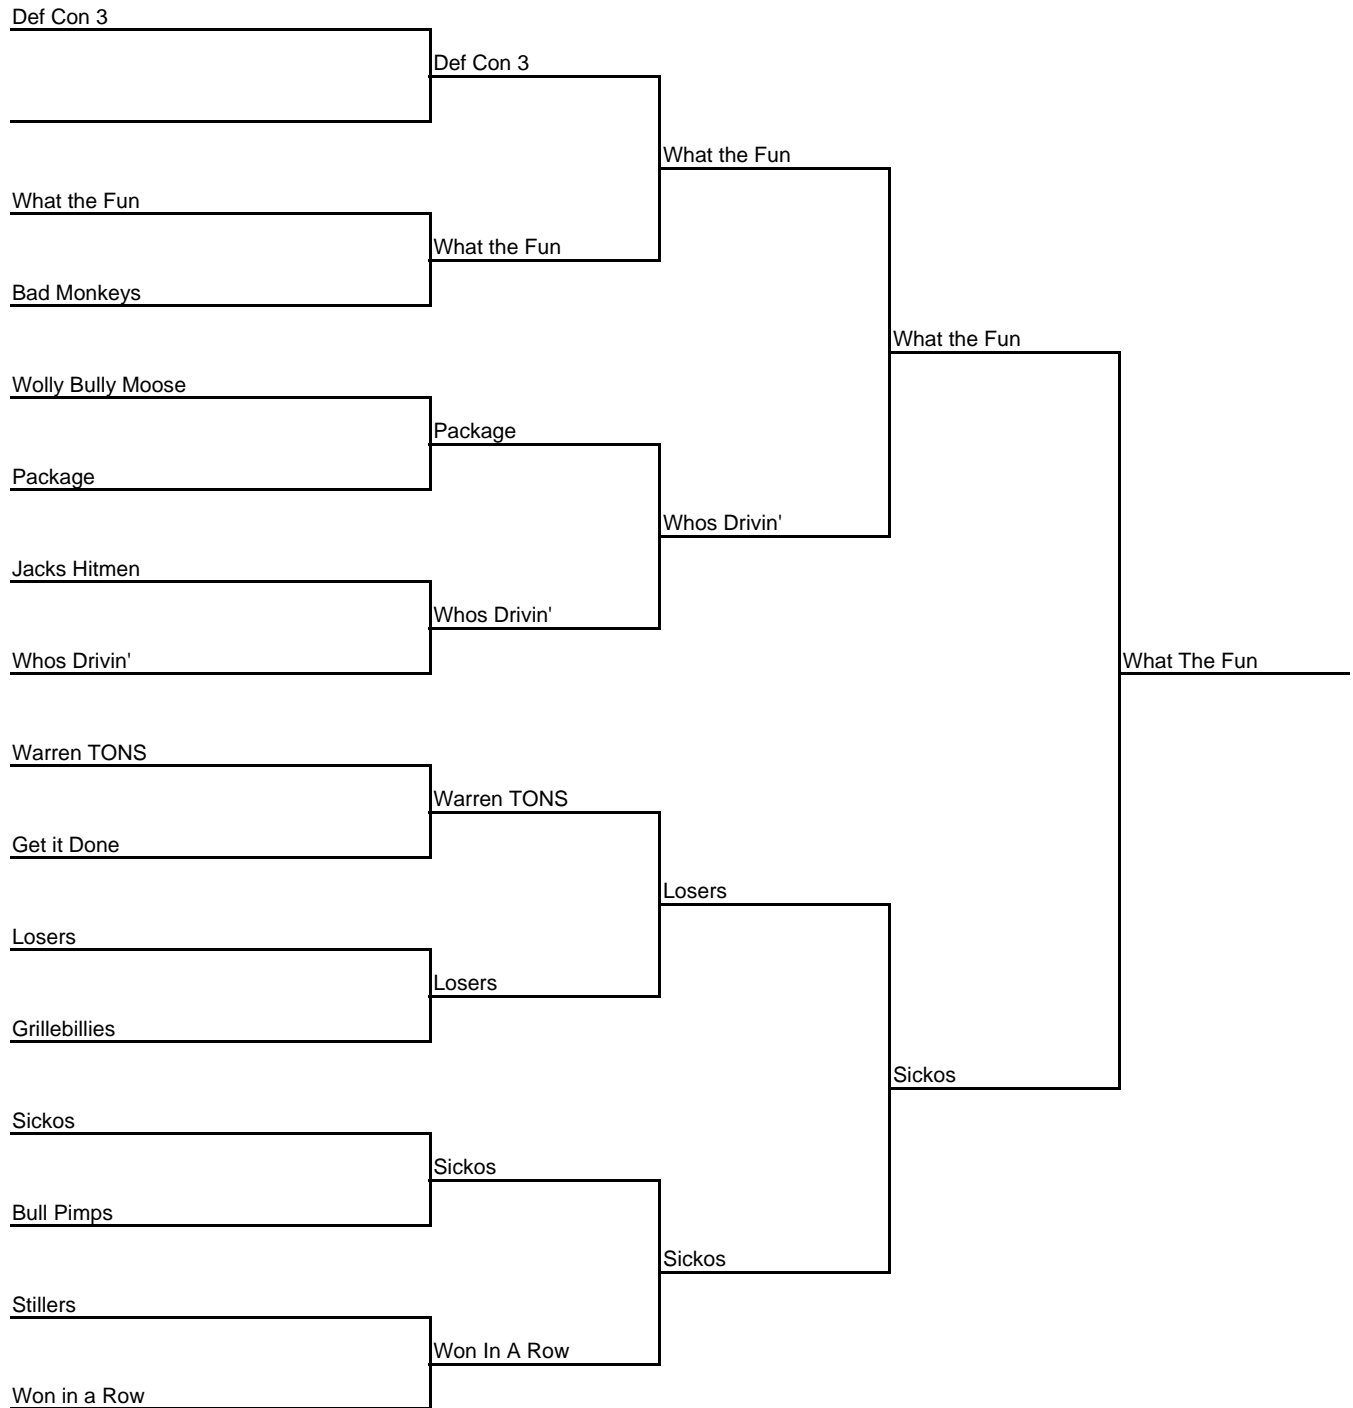 Def Con 3
Def Con 3
What the Fun
What the Fun
What the Fun
Bad Monkeys
What the Fun
Wolly Bully Moose
Package
Package
Whos Drivin'
Jacks Hitmen
Whos Drivin'
Whos Drivin'
What The Fun
Warren TONS
Warren TONS
Get it Done
Losers
Losers
Losers
Grillebillies
Sickos
Sickos
Sickos
Bull Pimps
Sickos
Stillers
Won In A Row
Won in a Row